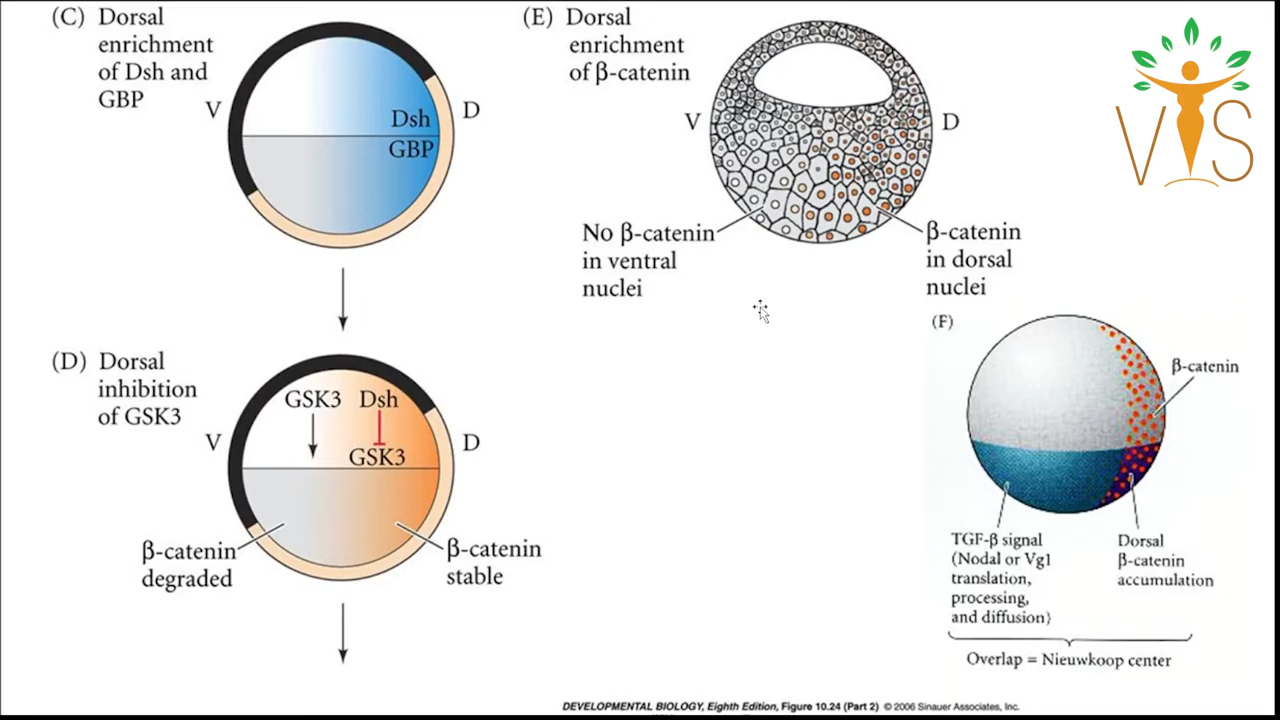 (C) Dorsal
enrichment
of Dsh and
GBP
V
D
Dsh
GBP
(D) Dorsal
inhibition
of GSK3
V
D
GSK3 Dsh
GSK3
β-catenin
degraded
β-catenin
stable
(E) Dorsal
enrichment
of β-catenin
V
D
No β-catenin
in ventral
nuclei
β-catenin
in dorsal
nuclei
VIS
(F)
β-catenin
TGF-β signal
(Nodal or Vg1
translation,
processing,
and diffusion)
Dorsal
β-catenin
accumulation
Overlap = Nieuwkoop center
DEVELOPMENTAL BIOLOGY, Eighth Edition, Figure 10.24 (Part 2) © 2006 Sinauer Associates, Inc.